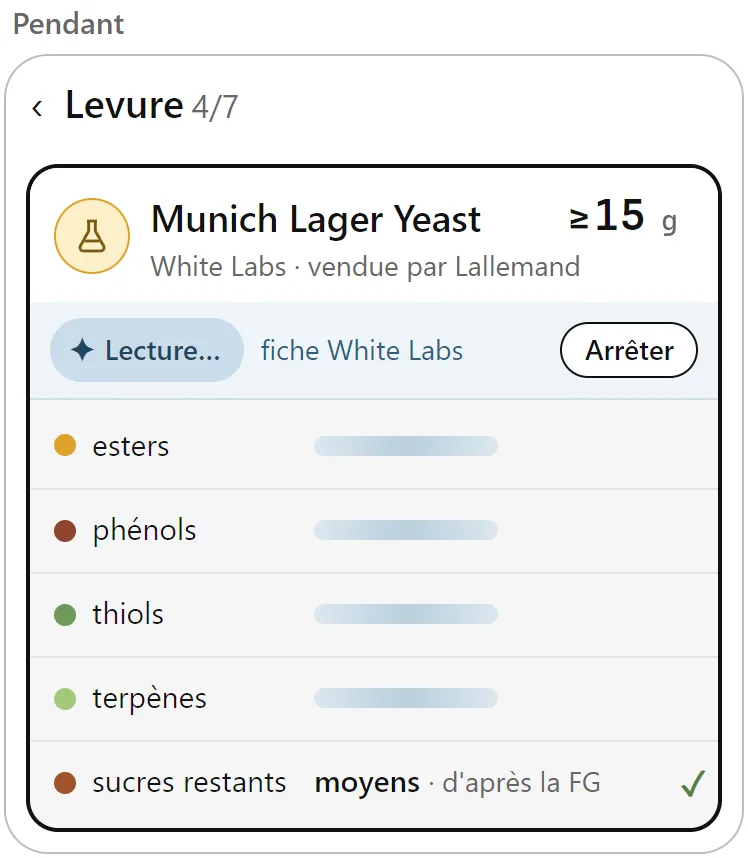 Pendant
‹ Levure 4/7
Munich Lager Yeast ≥15 g
White Labs · vendue par Lallemand
✦ Lecture... fiche White Labs Arrêter
esters
phénols
thiols
terpènes
sucres restants moyens · d'après la FG ✓